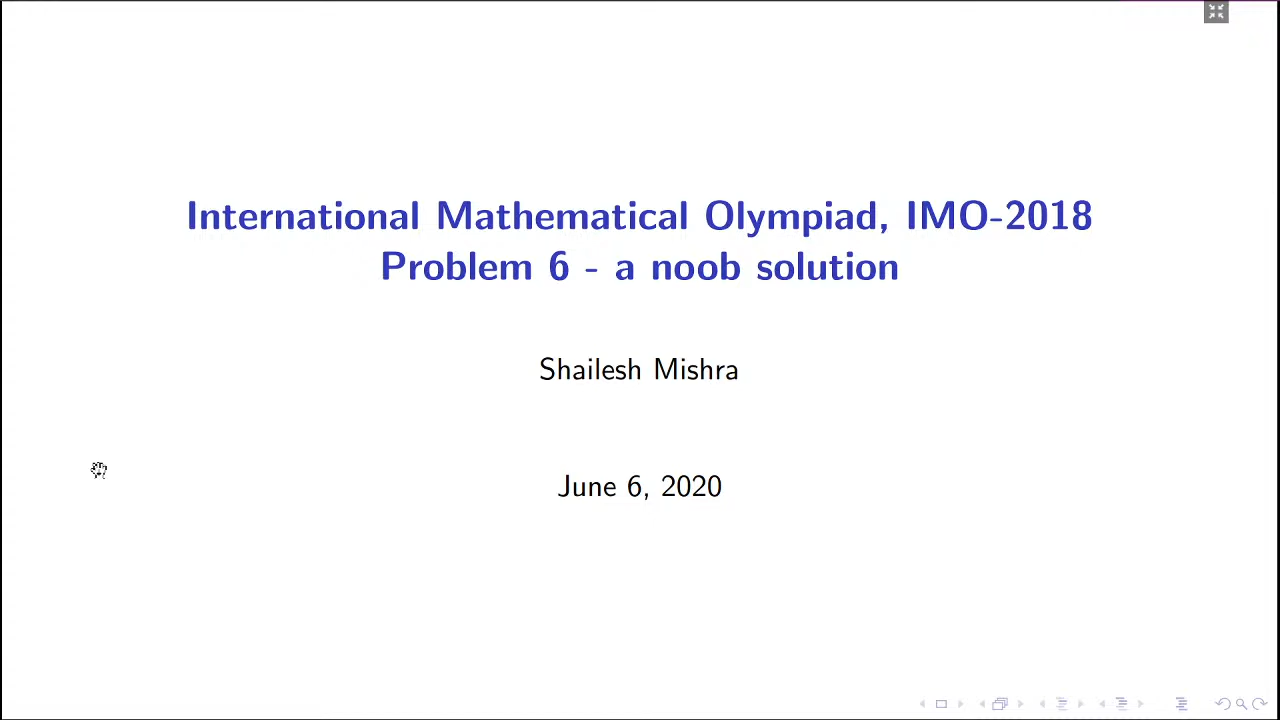 International Mathematical Olympiad, IMO-2018
Problem 6 - a noob solution
Shailesh Mishra
June 6, 2020